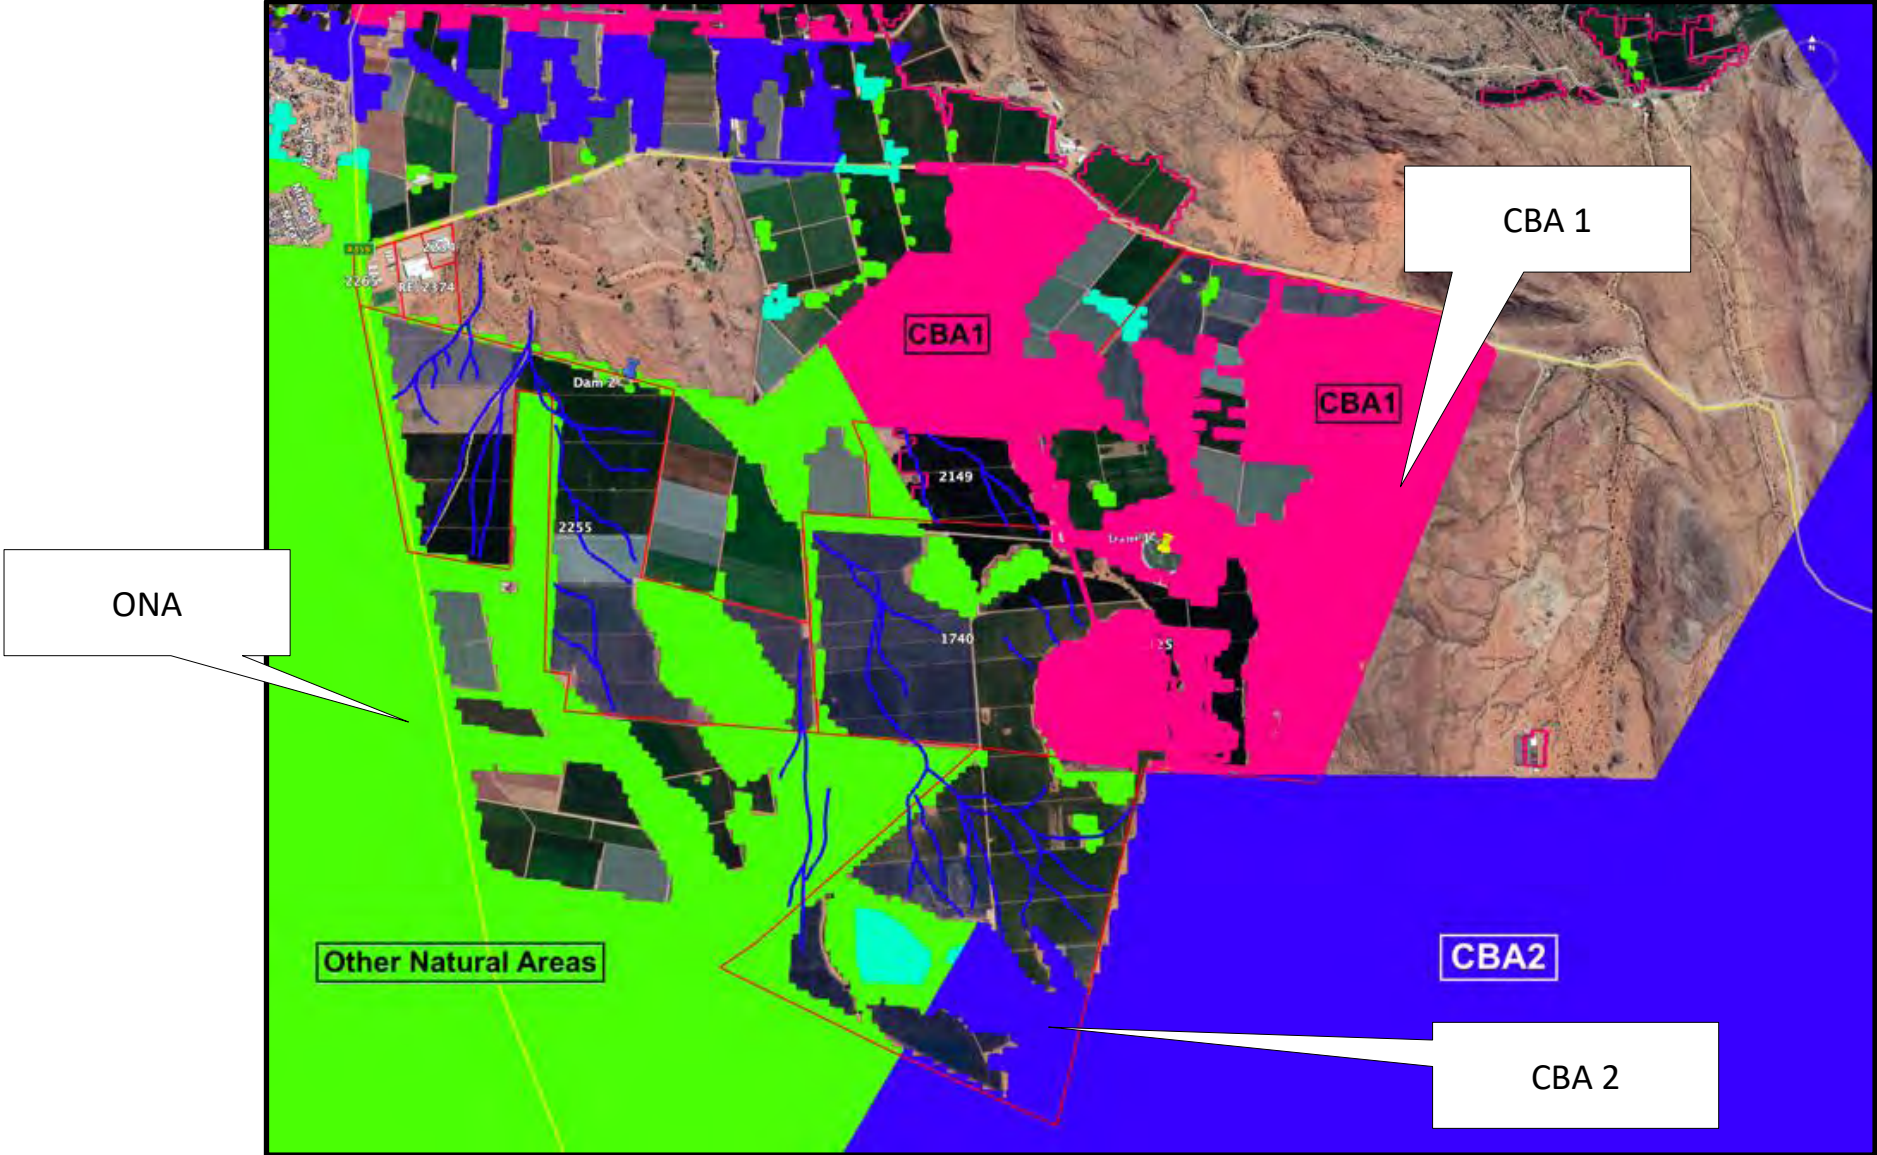 N
CBA 1
RE/2374
2265
CBA1
Dam 2
CBA1
2149
2255
ONA
1740
Other Natural Areas
CBA2
CBA 2